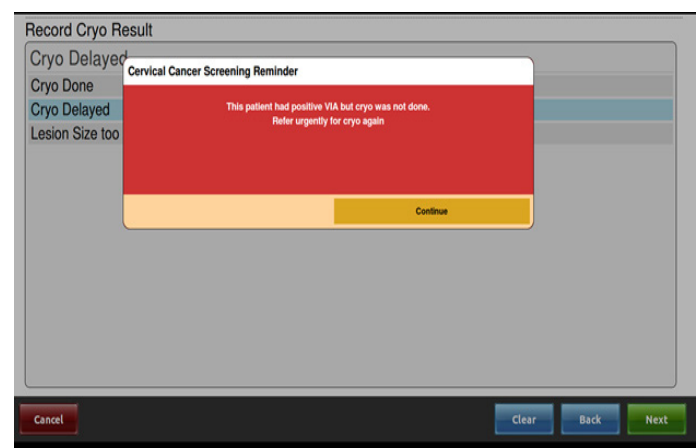 Record Cryo Result
Cryo Delayed
Cervical Cancer Screening Reminder
Cryo Done
Cryo Delayed
This patient had positive VIA but cryo was not done.
Refer urgently for cryo again
Lesion Size too
Continue
Cancel
Clear
Back
Next